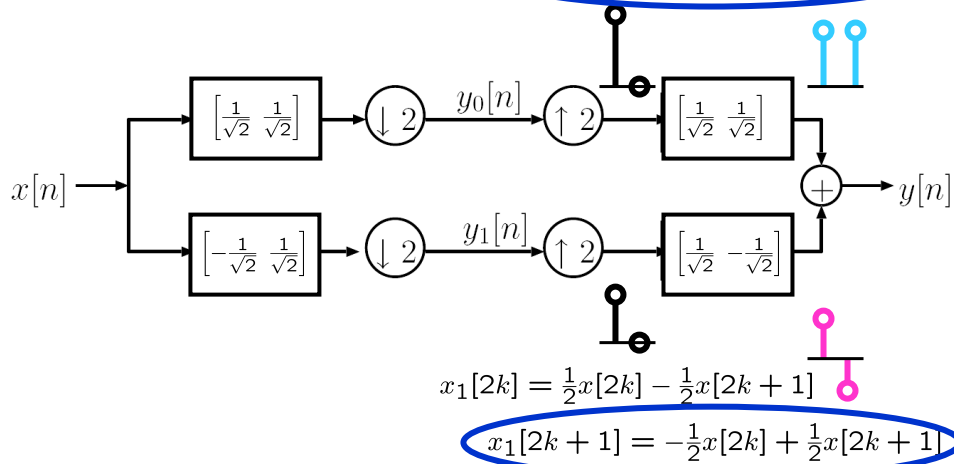 [1/√2 1/√2] ↓ 2 y₀[n] ↑ 2 [1/√2 1/√2]
x[n] + y[n]
[-1/√2 1/√2] ↓ 2 y₁[n] ↑ 2 [1/√2 -1/√2]
x₁[2k] = ½x[2k] − ½x[2k + 1]
x₁[2k + 1] = −½x[2k] + ½x[2k + 1]